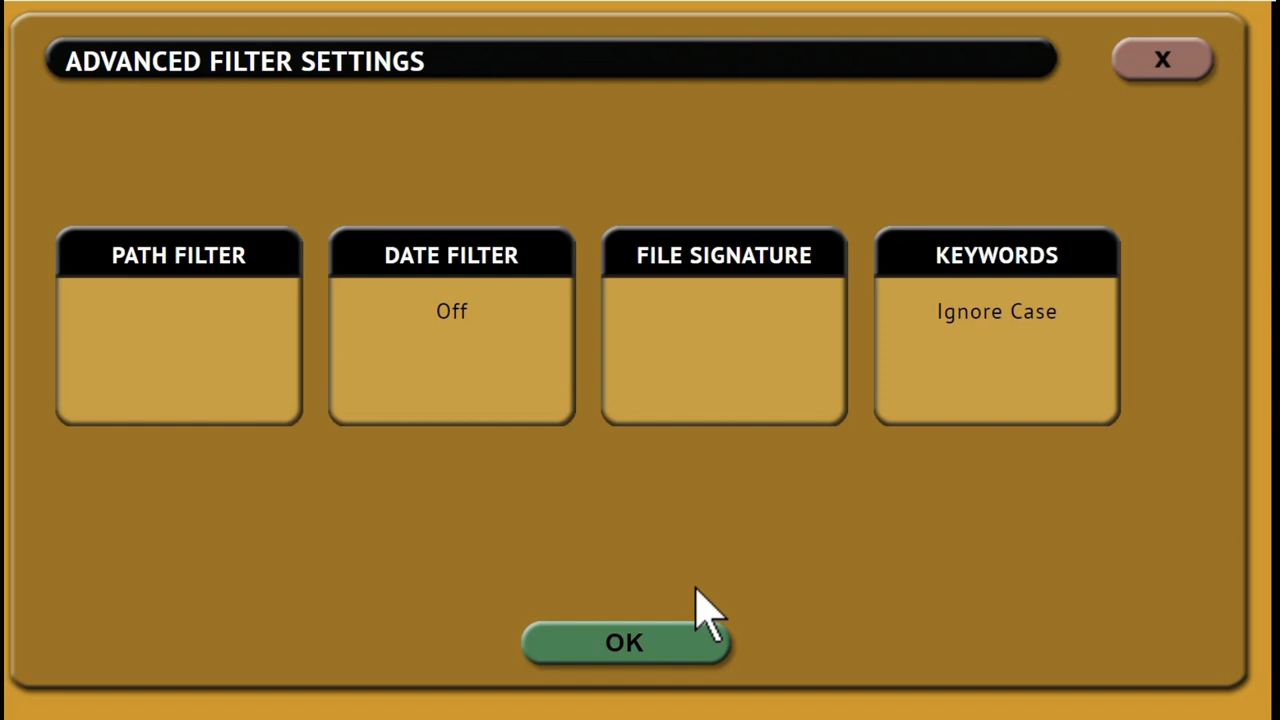 ADVANCED FILTER SETTINGS
X
PATH FILTER
DATE FILTER
Off
FILE SIGNATURE
KEYWORDS
Ignore Case
OK